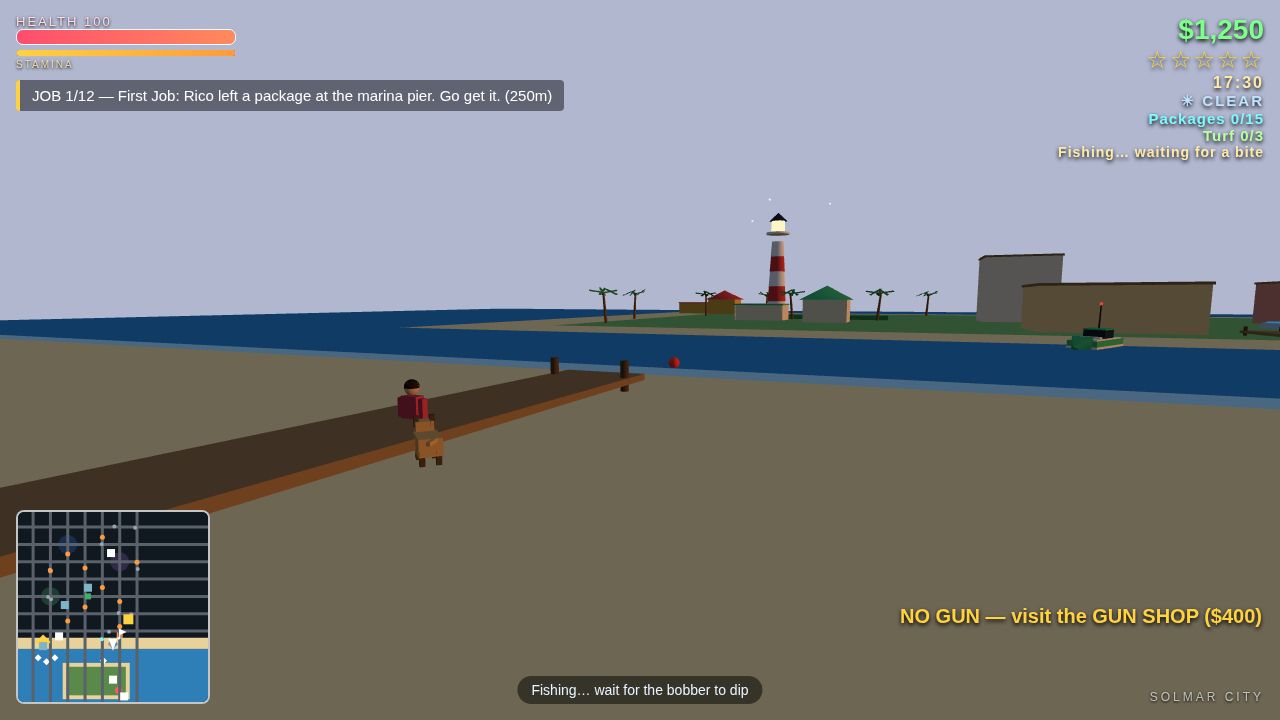 HEALTH 100
STAMINA
JOB 1/12 — First Job: Rico left a package at the marina pier. Go get it. (250m)
$1,250
☆☆☆☆☆
17:30
☀ CLEAR
Packages 0/15
Turf 0/3
Fishing… waiting for a bite
NO GUN — visit the GUN SHOP ($400)
Fishing… wait for the bobber to dip
SOLMAR CITY